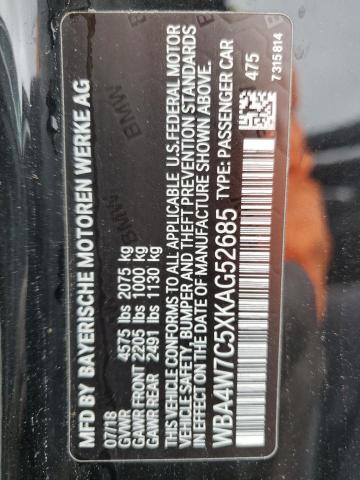 MFD BY BAYERISCHE MOTOREN WERKE AG
07/18
GVWR 4575 lbs 2075 kg
GAWR FRONT 2205 lbs 1000 kg
GAWR REAR 2491 lbs 1130 kg
THIS VEHICLE CONFORMS TO ALL APPLICABLE U.S.FEDERAL MOTOR
VEHICLE SAFETY, BUMPER AND THEFT PREVENTION STANDARDS
IN EFFECT ON THE DATE OF MANUFACTURE SHOWN ABOVE.
WBA4W7C5XKAG52685 TYPE: PASSENGER CAR
475
7 315 814
BMW
BMW